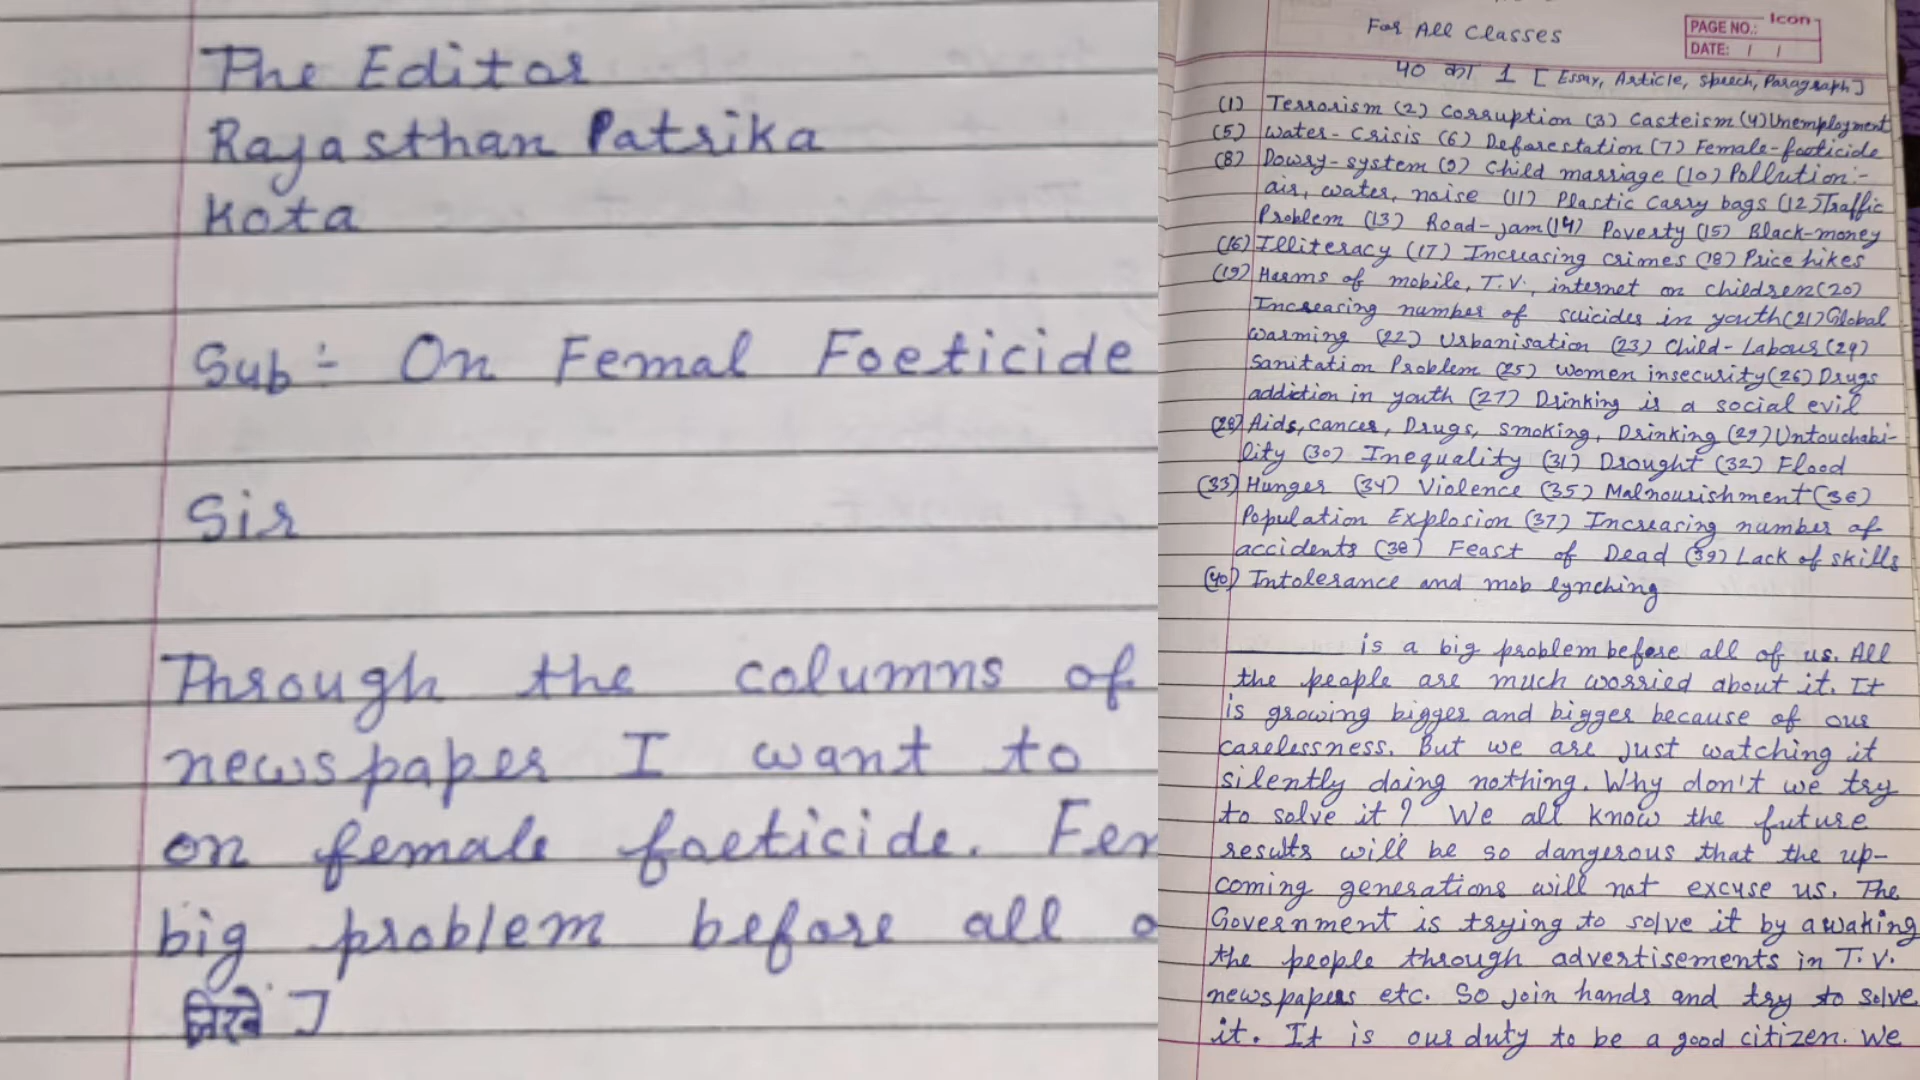 The Editor
Rajasthan Patrika
Kota
Sub:- On Femal Foeticide
Sir
Through the columns of
newspaper I want to
on female foeticide. Fem
big problem before all o
लिखे ]
For All Classes
PAGE NO.: Icon
DATE: / /
40 का 1 [ Essay, Article, Speech, Paragraph]
(1) Terrorism (2) Corruption (3) Casteism (4) Unemployment
(5) Water-Crisis (6) Deforestation (7) Female-foeticide
(8) Dowry-system (9) Child marriage (10) Pollution:-
air, water, noise (11) Plastic Carry bags (12) Traffic
Problem (13) Road-jam (14) Poverty (15) Black-money
(16) Illiteracy (17) Increasing crimes (18) Price hikes
(19) Harms of mobile, T.V., internet on children (20)
Increasing number of suicides in youth (21) Global
warming (22) Urbanisation (23) Child-Labour (24)
Sanitation Problem (25) Women insecurity (26) Drugs
addiction in youth (27) Drinking is a social evil
(28) Aids, cancer, Drugs, smoking, Drinking (29) Untouchabi-
lity (30) Inequality (31) Drought (32) Flood
(33) Hunger (34) Violence (35) Malnourishment (36)
Population Explosion (37) Increasing number of
accidents (38) Feast of Dead (39) Lack of skills
(40) Intolerance and mob lynching
________ is a big problem before all of us. All
the people are much worried about it. It
is growing bigger and bigger because of our
carelessness. But we are just watching it
silently doing nothing. Why don't we try
to solve it? We all know the future
results will be so dangerous that the up-
coming generations will not excuse us. The
Government is trying to solve it by awaking
the people through advertisements in T.V.
newspapers etc. So join hands and try to solve
it. It is our duty to be a good citizen. We